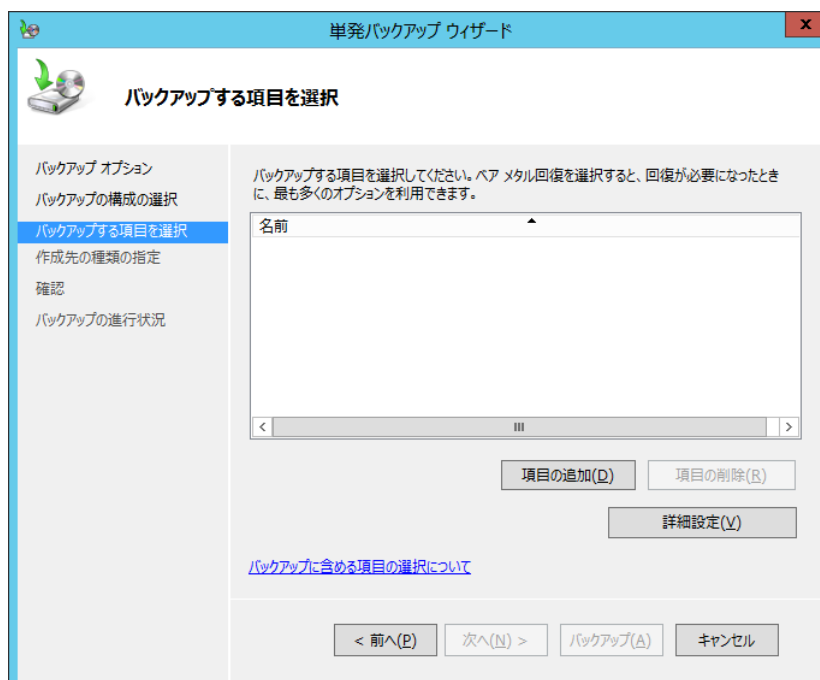 単発バックアップ ウィザード
x
バックアップする項目を選択
バックアップ オプション
バックアップの構成の選択
バックアップする項目を選択
作成先の種類の指定
確認
バックアップの進行状況
バックアップする項目を選択してください。ベア メタル回復を選択すると、回復が必要になったとき
に、最も多くのオプションを利用できます。
名前
項目の追加(D)
項目の削除(R)
詳細設定(V)
バックアップに含める項目の選択について
< 前へ(P)
次へ(N) >
バックアップ(A)
キャンセル